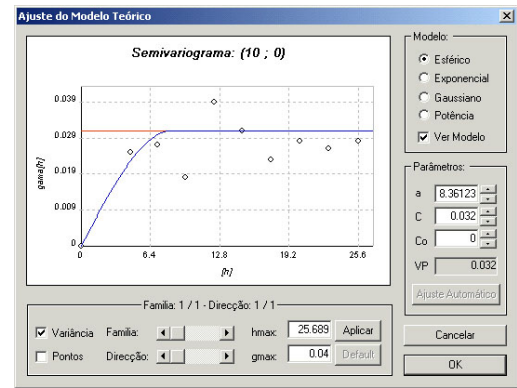 Ajuste do Modelo Teórico
Semivariograma: (10 ; 0)
0.039
0.029
0.019
0.009
0
gama[h]
0 6.4 12.8 19.2 25.6
[h]
Modelo:
Esférico
Exponencial
Gaussiano
Potência
Ver Modelo
Parâmetros:
a 8.36123
C 0.032
Co 0
VP 0.032
Ajuste Automático
Familia: 1 / 1 - Direcção: 1 / 1
Variância Familia: hmax: 25.689 Aplicar
Pontos Direcção: gmax: 0.04 Default
Cancelar
OK